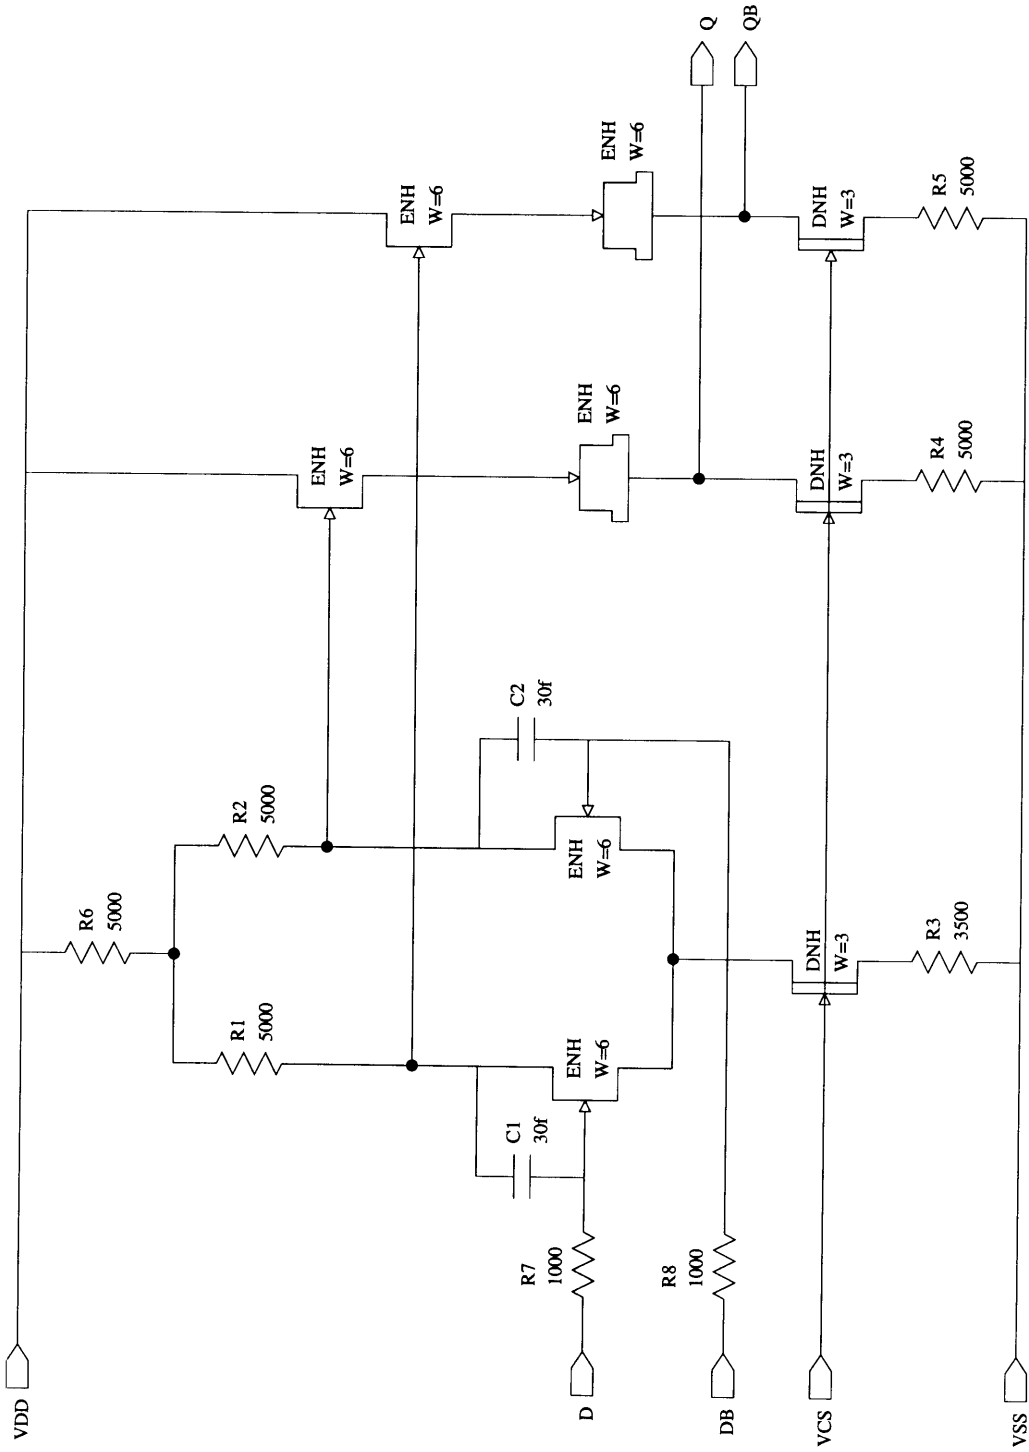 VDD
R6
5000
R1
5000
R2
5000
C1
30f
C2
30f
R7
1000
D
R8
1000
DB
ENH
W=6
ENH
W=6
ENH
W=6
ENH
W=6
ENH
W=6
ENH
W=6
Q
QB
VCS
DNH
W=3
DNH
W=3
DNH
W=3
R3
3500
R4
5000
R5
5000
VSS